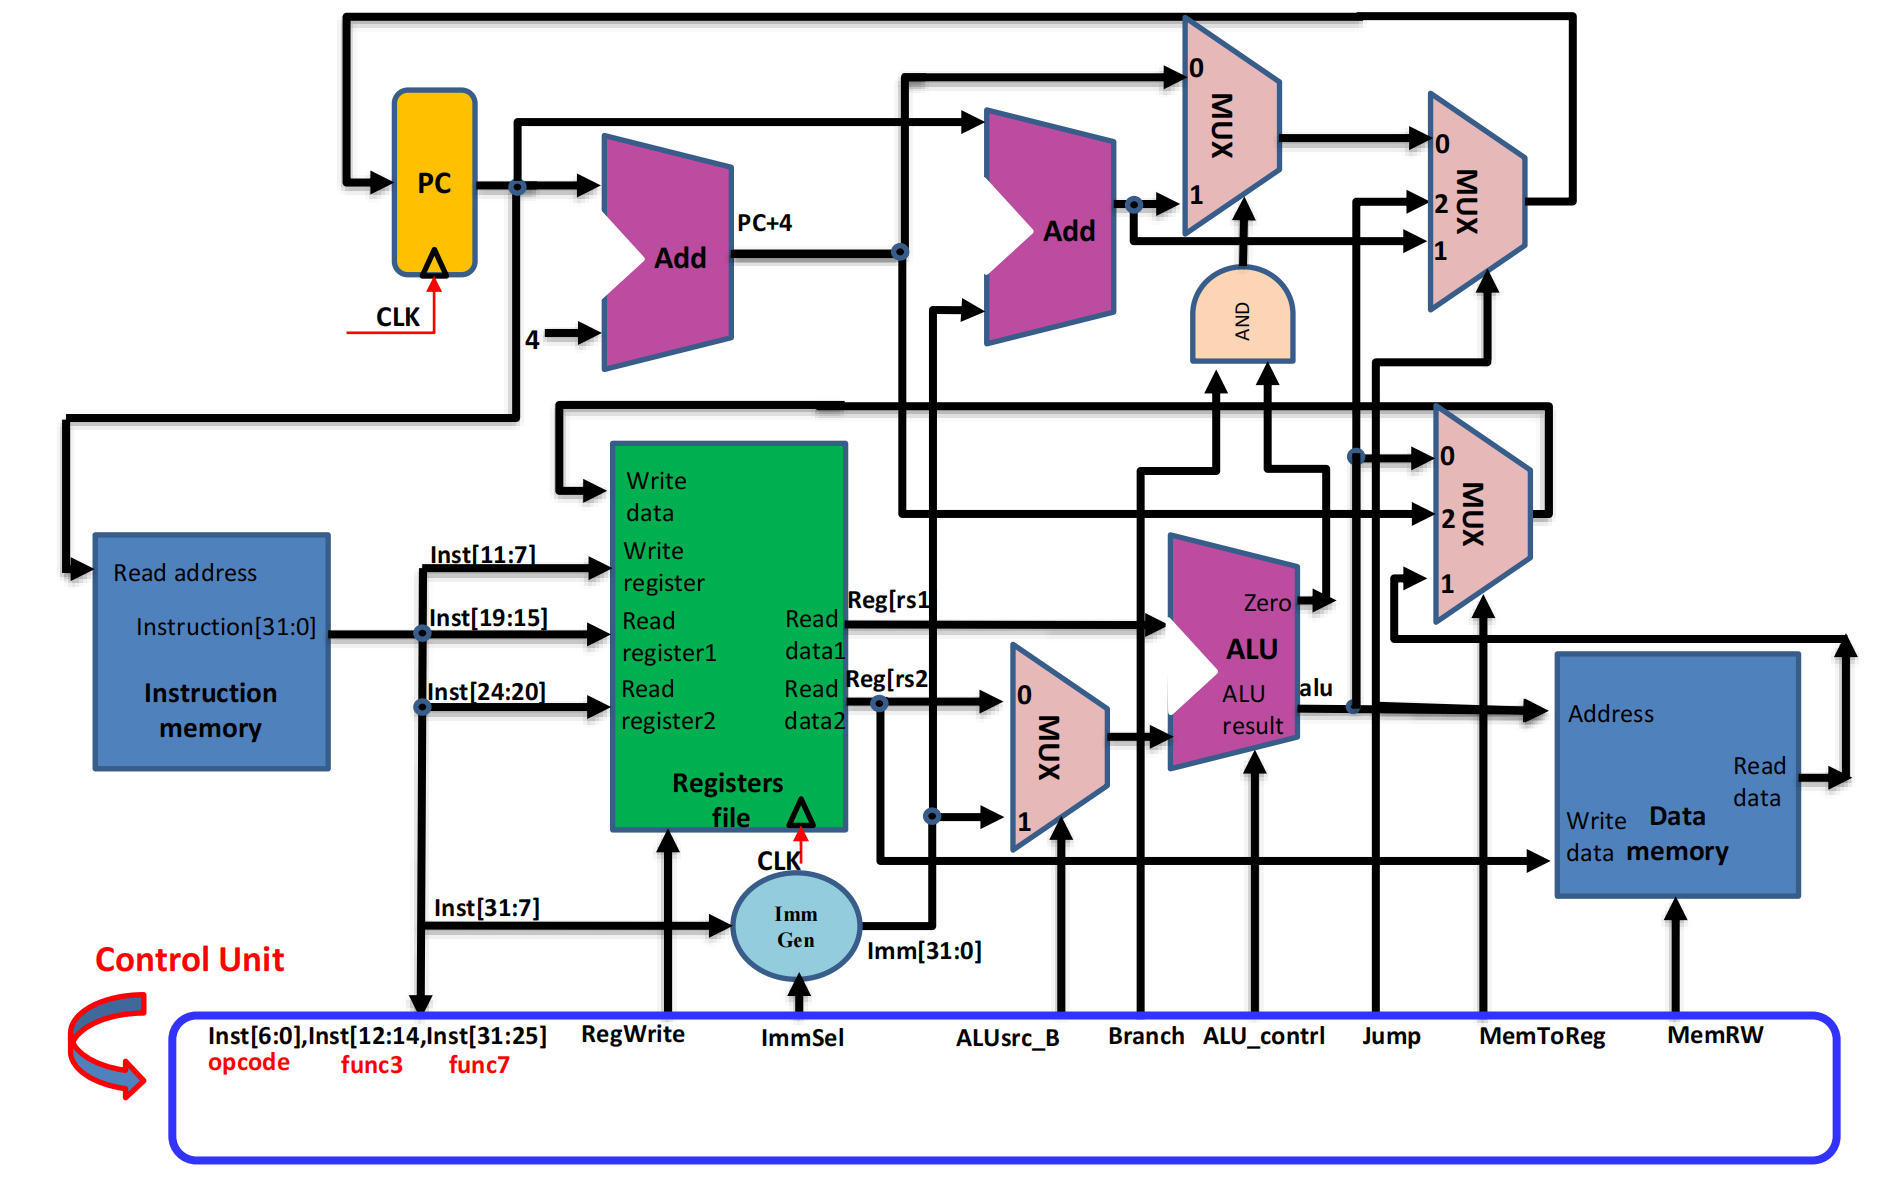 0
MUX
1
0
MUX
2
1
PC
CLK
Add
PC+4
4
Add
AND
Write
data
Write
register
Read
register1
Read
register2
Read
data1
Read
data2
Registers
file
CLK
Read address
Instruction[31:0]
Instruction
memory
Inst[11:7]
Inst[19:15]
Inst[24:20]
Inst[31:7]
Reg[rs1
Reg[rs2
0
MUX
1
Zero
ALU
ALU
result
alu
0
MUX
2
1
Address
Read
data
Write
data
Data
memory
Imm
Gen
Imm[31:0]
Control Unit
Inst[6:0],Inst[12:14,Inst[31:25]
opcode func3 func7
RegWrite
ImmSel
ALUsrc_B
Branch
ALU_contrl
Jump
MemToReg
MemRW